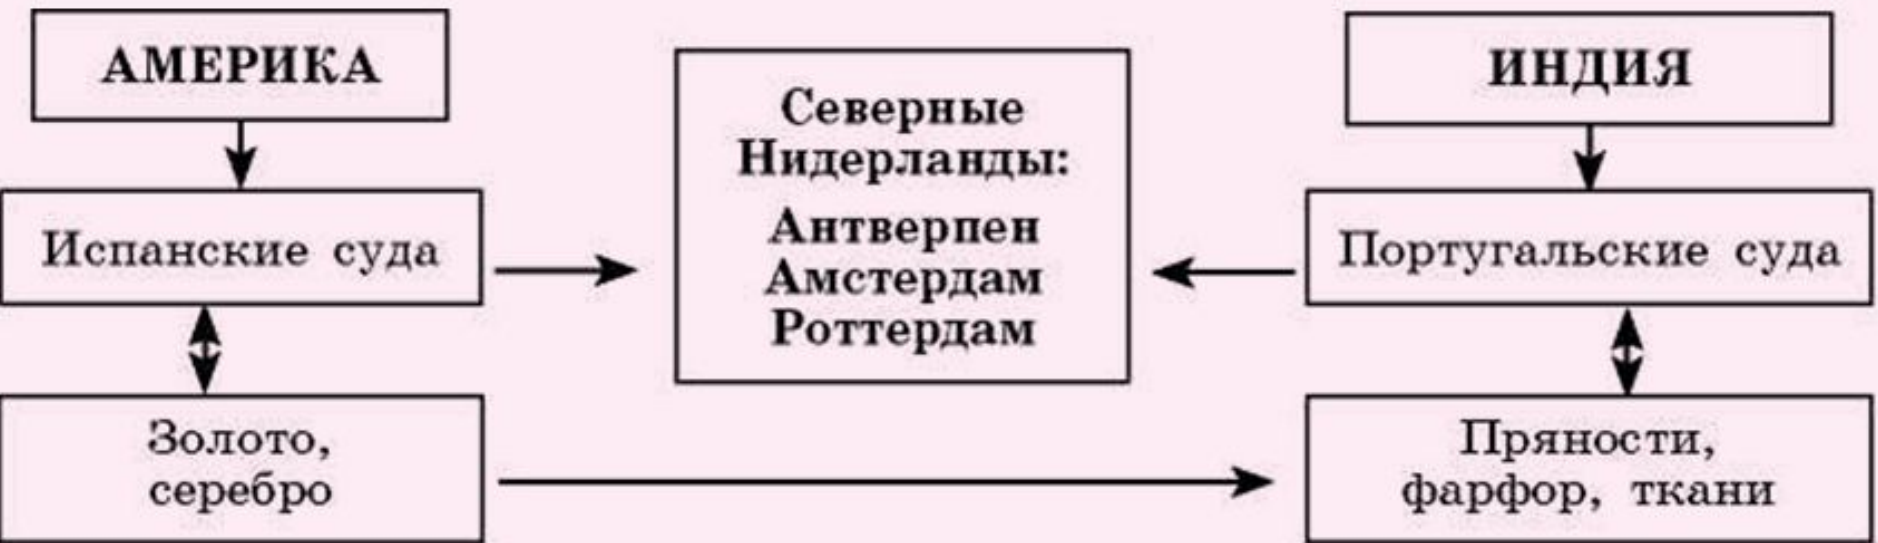 АМЕРИКА
Испанские суда
Золото,
серебро
Северные
Нидерланды:
Антверпен
Амстердам
Роттердам
ИНДИЯ
Португальские суда
Пряности,
фарфор, ткани